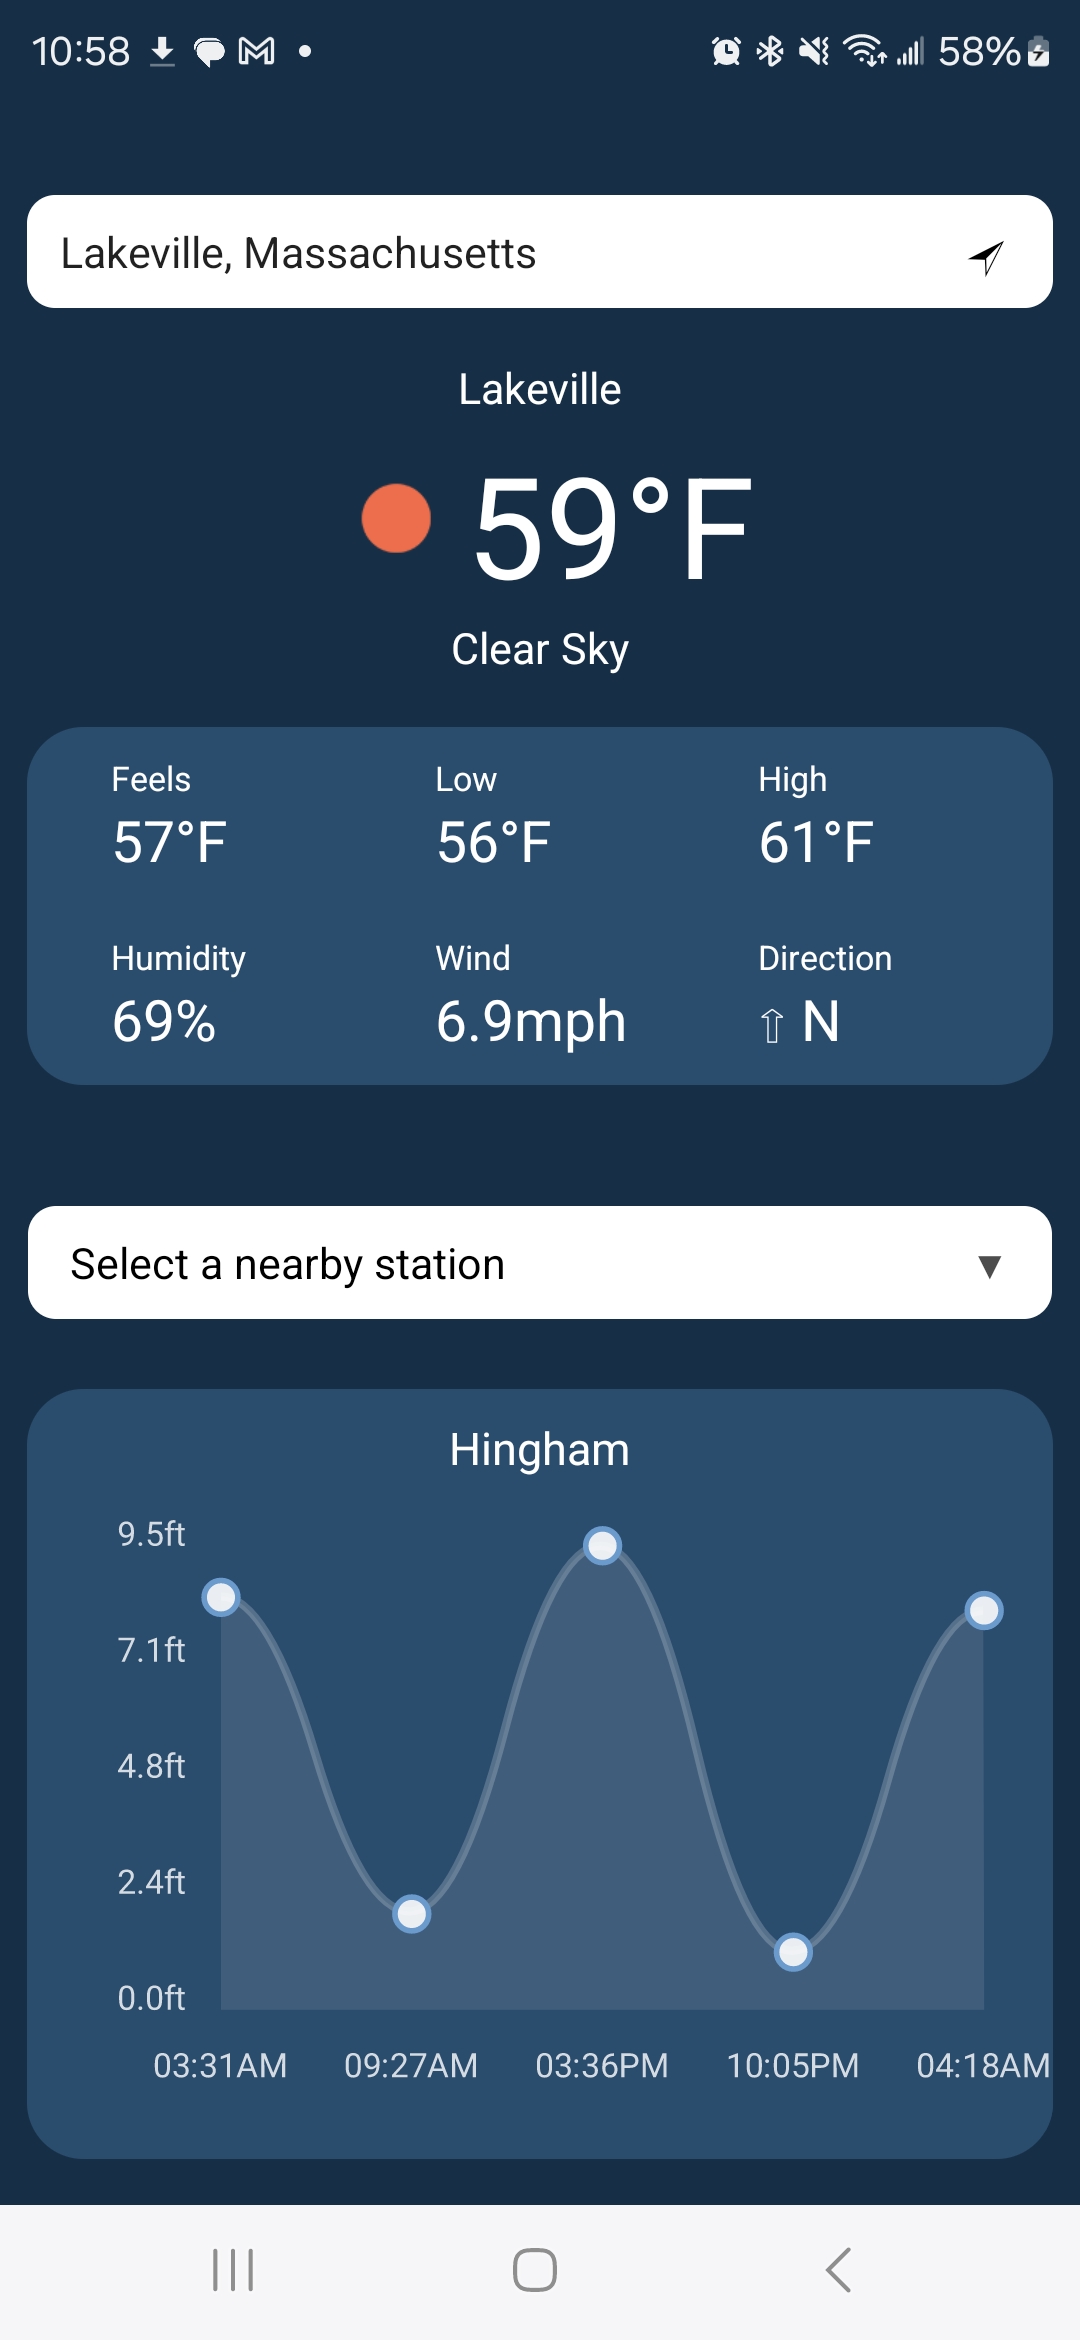 10:58 58%
Lakeville, Massachusetts
Lakeville
59°F
Clear Sky
Feels Low High
57°F 56°F 61°F
Humidity Wind Direction
69% 6.9mph ⇧ N
Select a nearby station ▼
Hingham
9.5ft
7.1ft
4.8ft
2.4ft
0.0ft
03:31AM 09:27AM 03:36PM 10:05PM 04:18AM